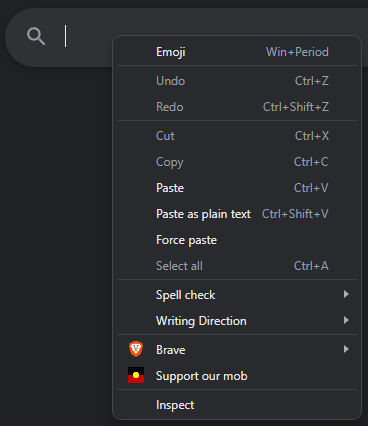 Emoji Win+Period
Undo Ctrl+Z
Redo Ctrl+Shift+Z
Cut Ctrl+X
Copy Ctrl+C
Paste Ctrl+V
Paste as plain text Ctrl+Shift+V
Force paste
Select all Ctrl+A
Spell check
Writing Direction
Brave
Support our mob
Inspect